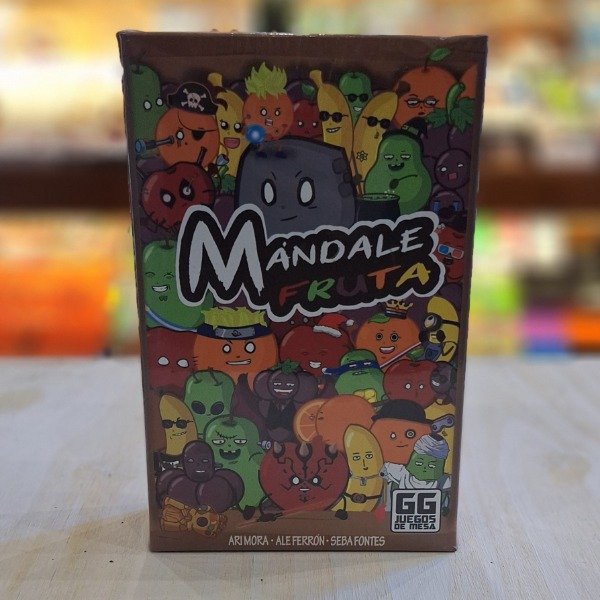 MÁNDALE
FRUTA
GG
JUEGOS
DE MESA
ARI MORA · ALE FERRÓN · SEBA FONTES